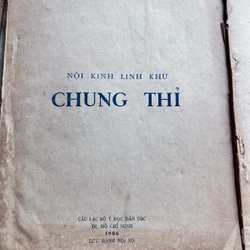 NỘI KINH LINH KHU
CHUNG THỈ
CÂU LẠC BỘ Y HỌC DÂN TỘC
TP. HỒ CHÍ MINH
1986
LƯU HÀNH NỘI BỘ